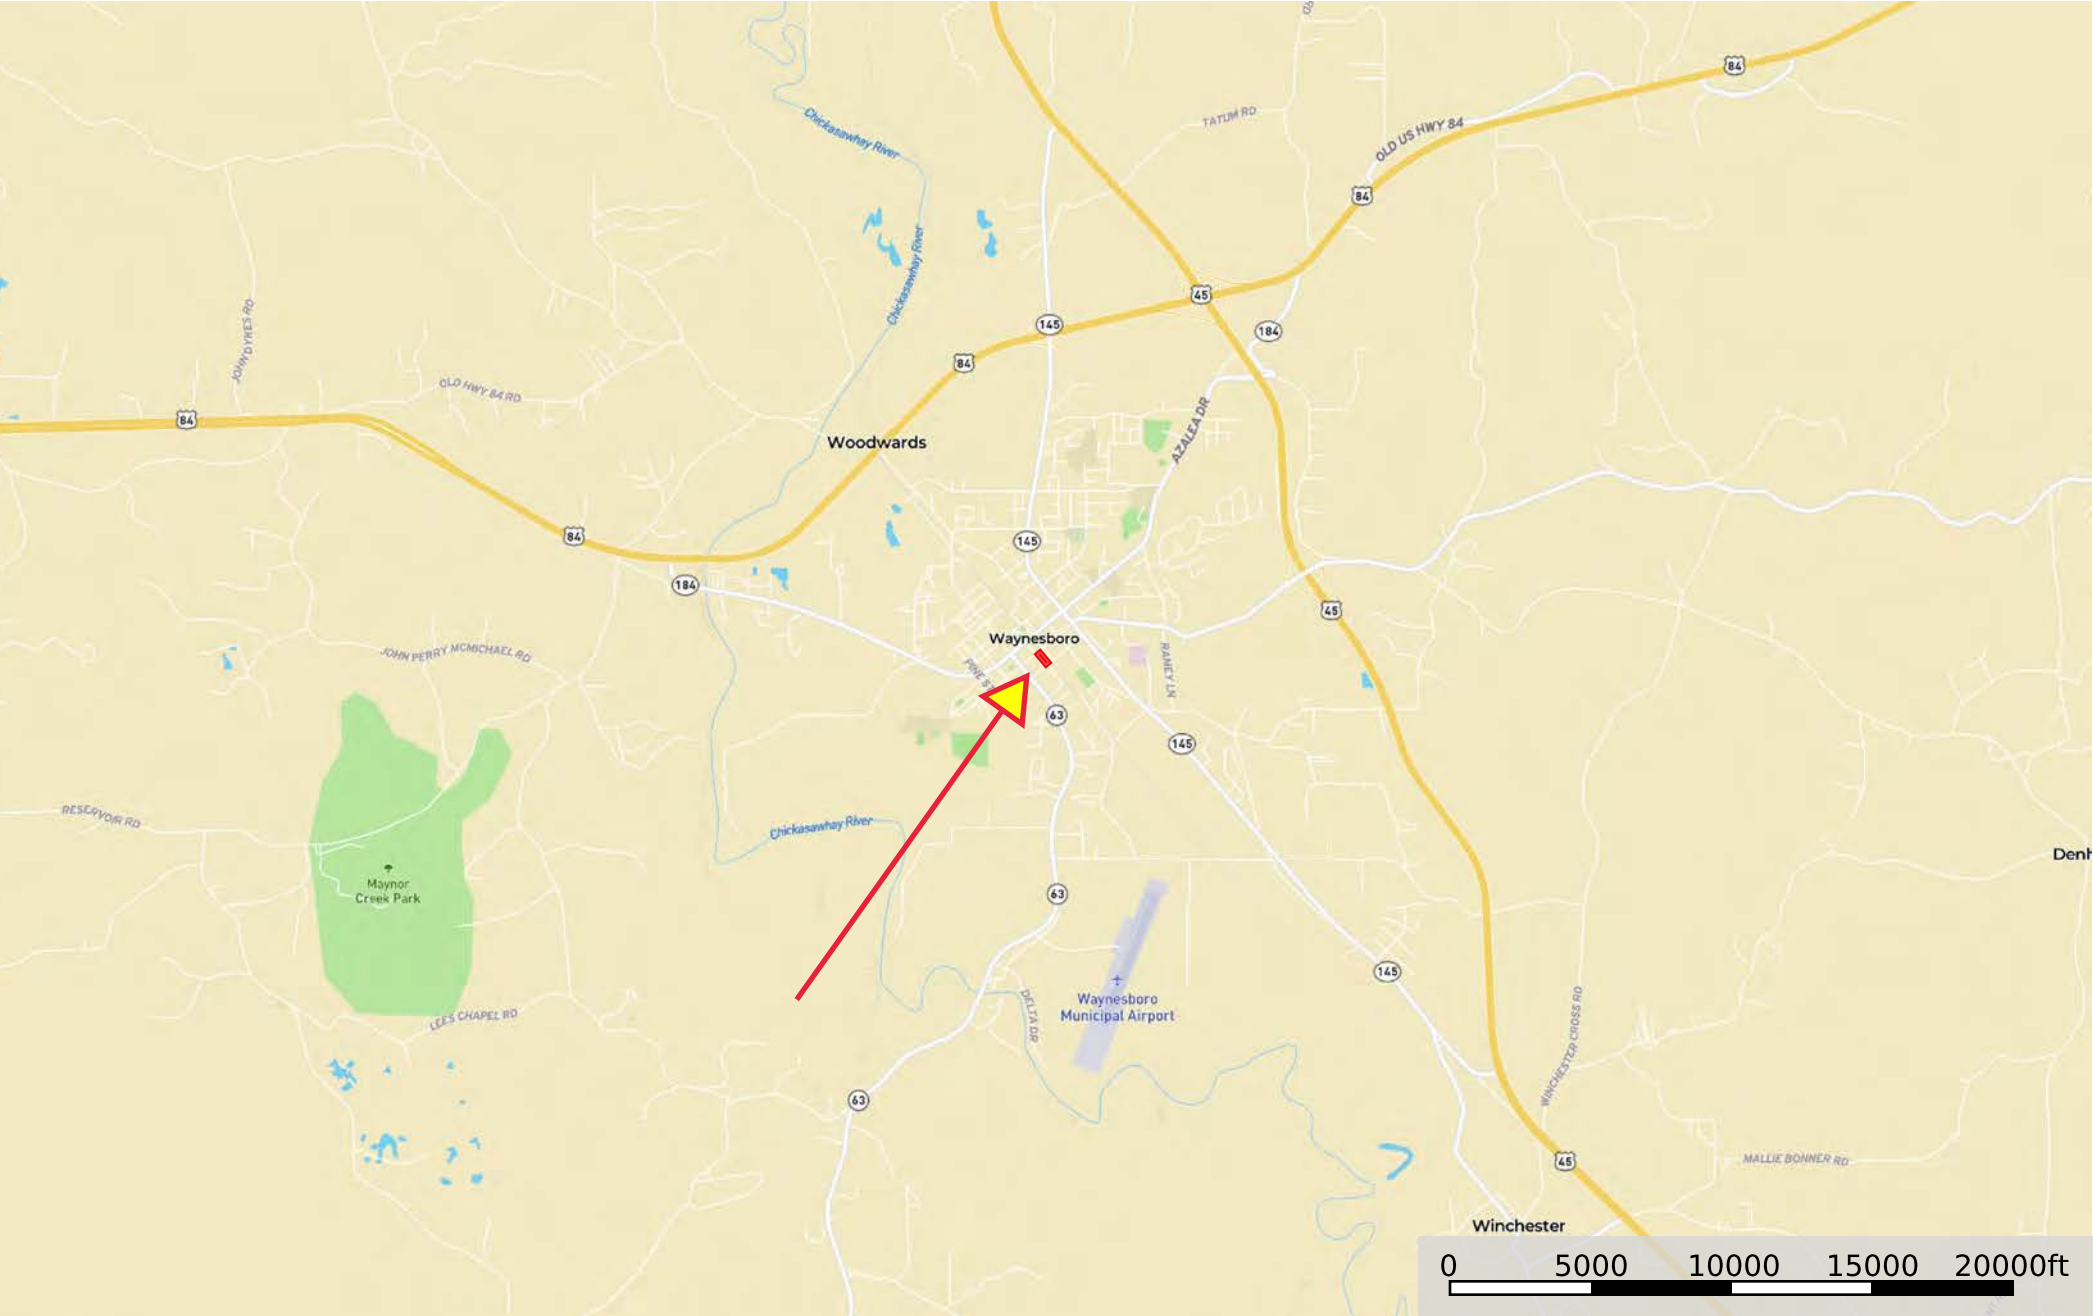 84
Chickasawhay River
TATUM RD
OLD US HWY 84
84
Chickasawhay River
45
JOHN DYKES RD
145
184
84
OLD HWY 84 RD
84
AZALEA DR
Woodwards
84
145
184
45
Waynesboro
JOHN PERRY MCMICHAEL RD
RAMEY LN
PINE ST
63
145
RESERVOIR RD
Chickasawhay River
Denh
Maynor
Creek Park
63
145
Waynesboro
Municipal Airport
DELTA DR
LEES CHAPEL RD
WINCHESTER CROSS RD
63
45
MALLIE BONNER RD
Winchester
0 5000 10000 15000 20000ft